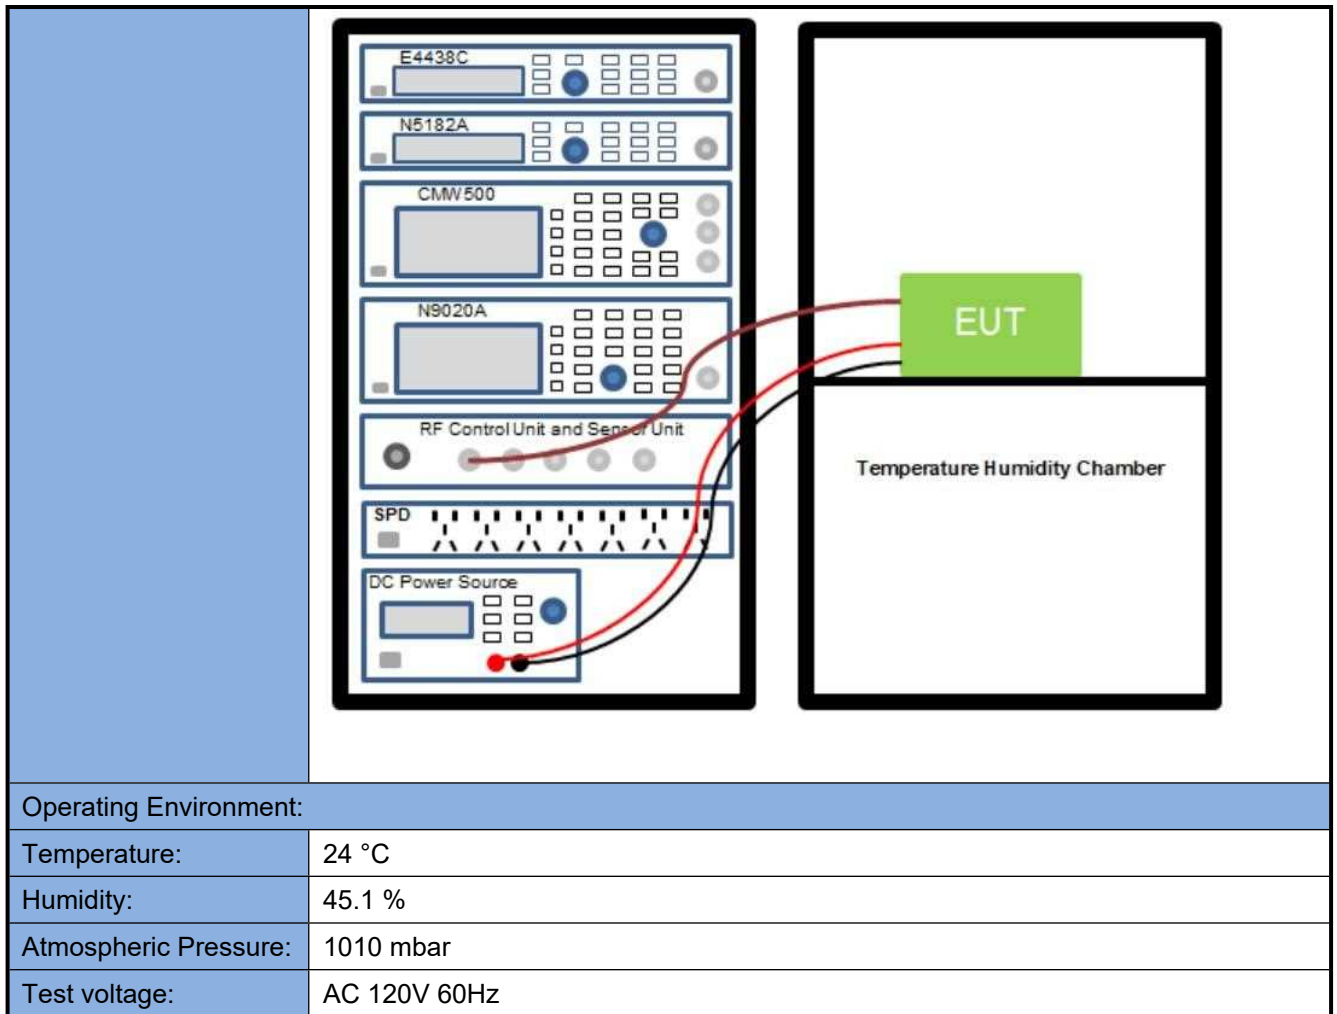 E4438C
N5182A
CMW500
N9020A
EUT
RF Control Unit and Sensor Unit
Temperature Humidity Chamber
SPD
DC Power Source
Operating Environment:
Temperature: 24 °C
Humidity: 45.1 %
Atmospheric Pressure: 1010 mbar
Test voltage: AC 120V 60Hz